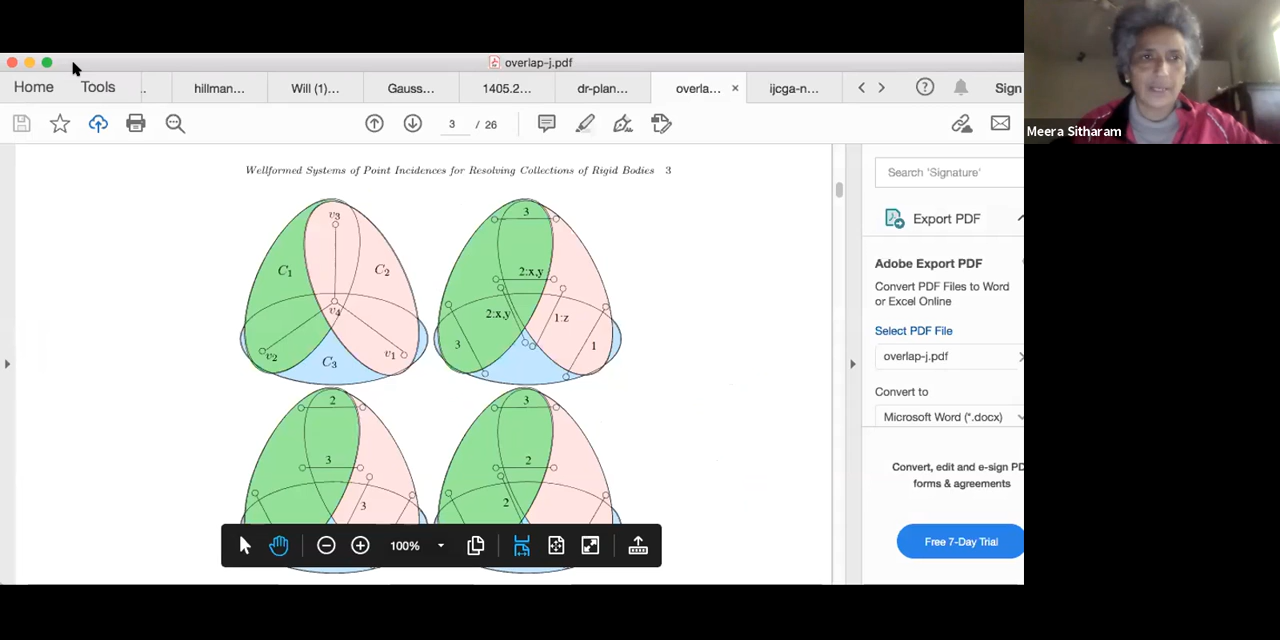 overlap-j.pdf
Home Tools . hillman... Will (1)... Gauss... 1405.2... dr-plan... overla... × ijcga-n... Sign
3 / 26
Wellformed Systems of Point Incidences for Resolving Collections of Rigid Bodies 3
v3
C1 C2
v4
v2 v1
C3
3
2:x,y
2:x,y 1:z
3 1
2
3
3
3
2
2
100%
Search 'Signature'
Export PDF
Adobe Export PDF
Convert PDF Files to Word
or Excel Online
Select PDF File
overlap-j.pdf
Convert to
Microsoft Word (*.docx)
Convert, edit and e-sign PD
forms & agreements
Free 7-Day Trial
Meera Sitharam